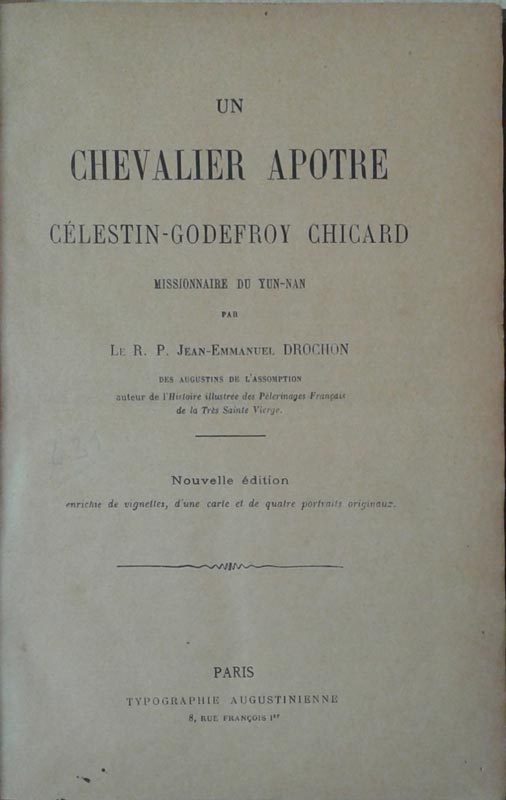 UN
CHEVALIER APOTRE
CÉLESTIN-GODEFROY CHICARD
MISSIONNAIRE DU YUN-NAN
PAR
LE R. P. JEAN-EMMANUEL DROCHON
DES AUGUSTINS DE L'ASSOMPTION
auteur de l'Histoire illustrée des Pèlerinages Français
de la Très Sainte Vierge.
Nouvelle édition
enrichie de vignettes, d'une carte et de quatre portraits originaux.
PARIS
TYPOGRAPHIE AUGUSTINIENNE
8, RUE FRANÇOIS Ier